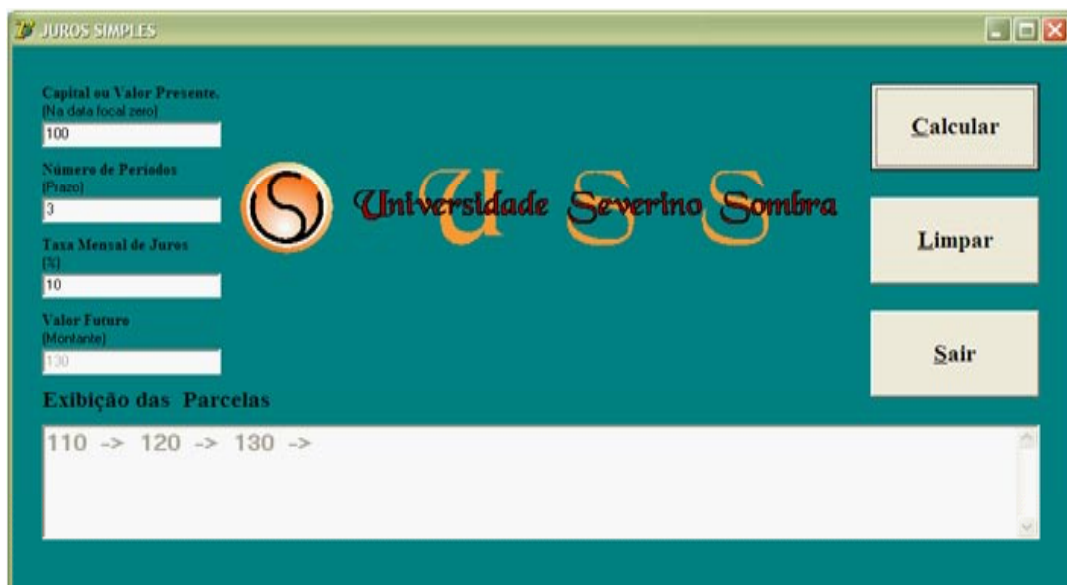 JUROS SIMPLES
Capital ou Valor Presente.
(Na data focal zero)
100
Número de Períodos
(Prazo)
3
Taxa Mensal de Juros
(%)
10
Valor Futuro
(Montante)
130
Universidade Severino Sombra
U S S
Calcular
Limpar
Sair
Exibição das Parcelas
110 -> 120 -> 130 ->